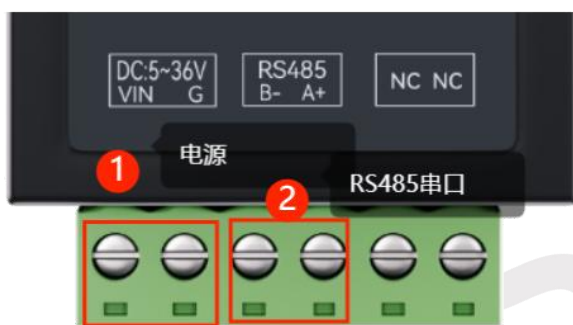 DC:5~36V
VIN G
RS485
B- A+
NC NC
1
电源
2
RS485串口